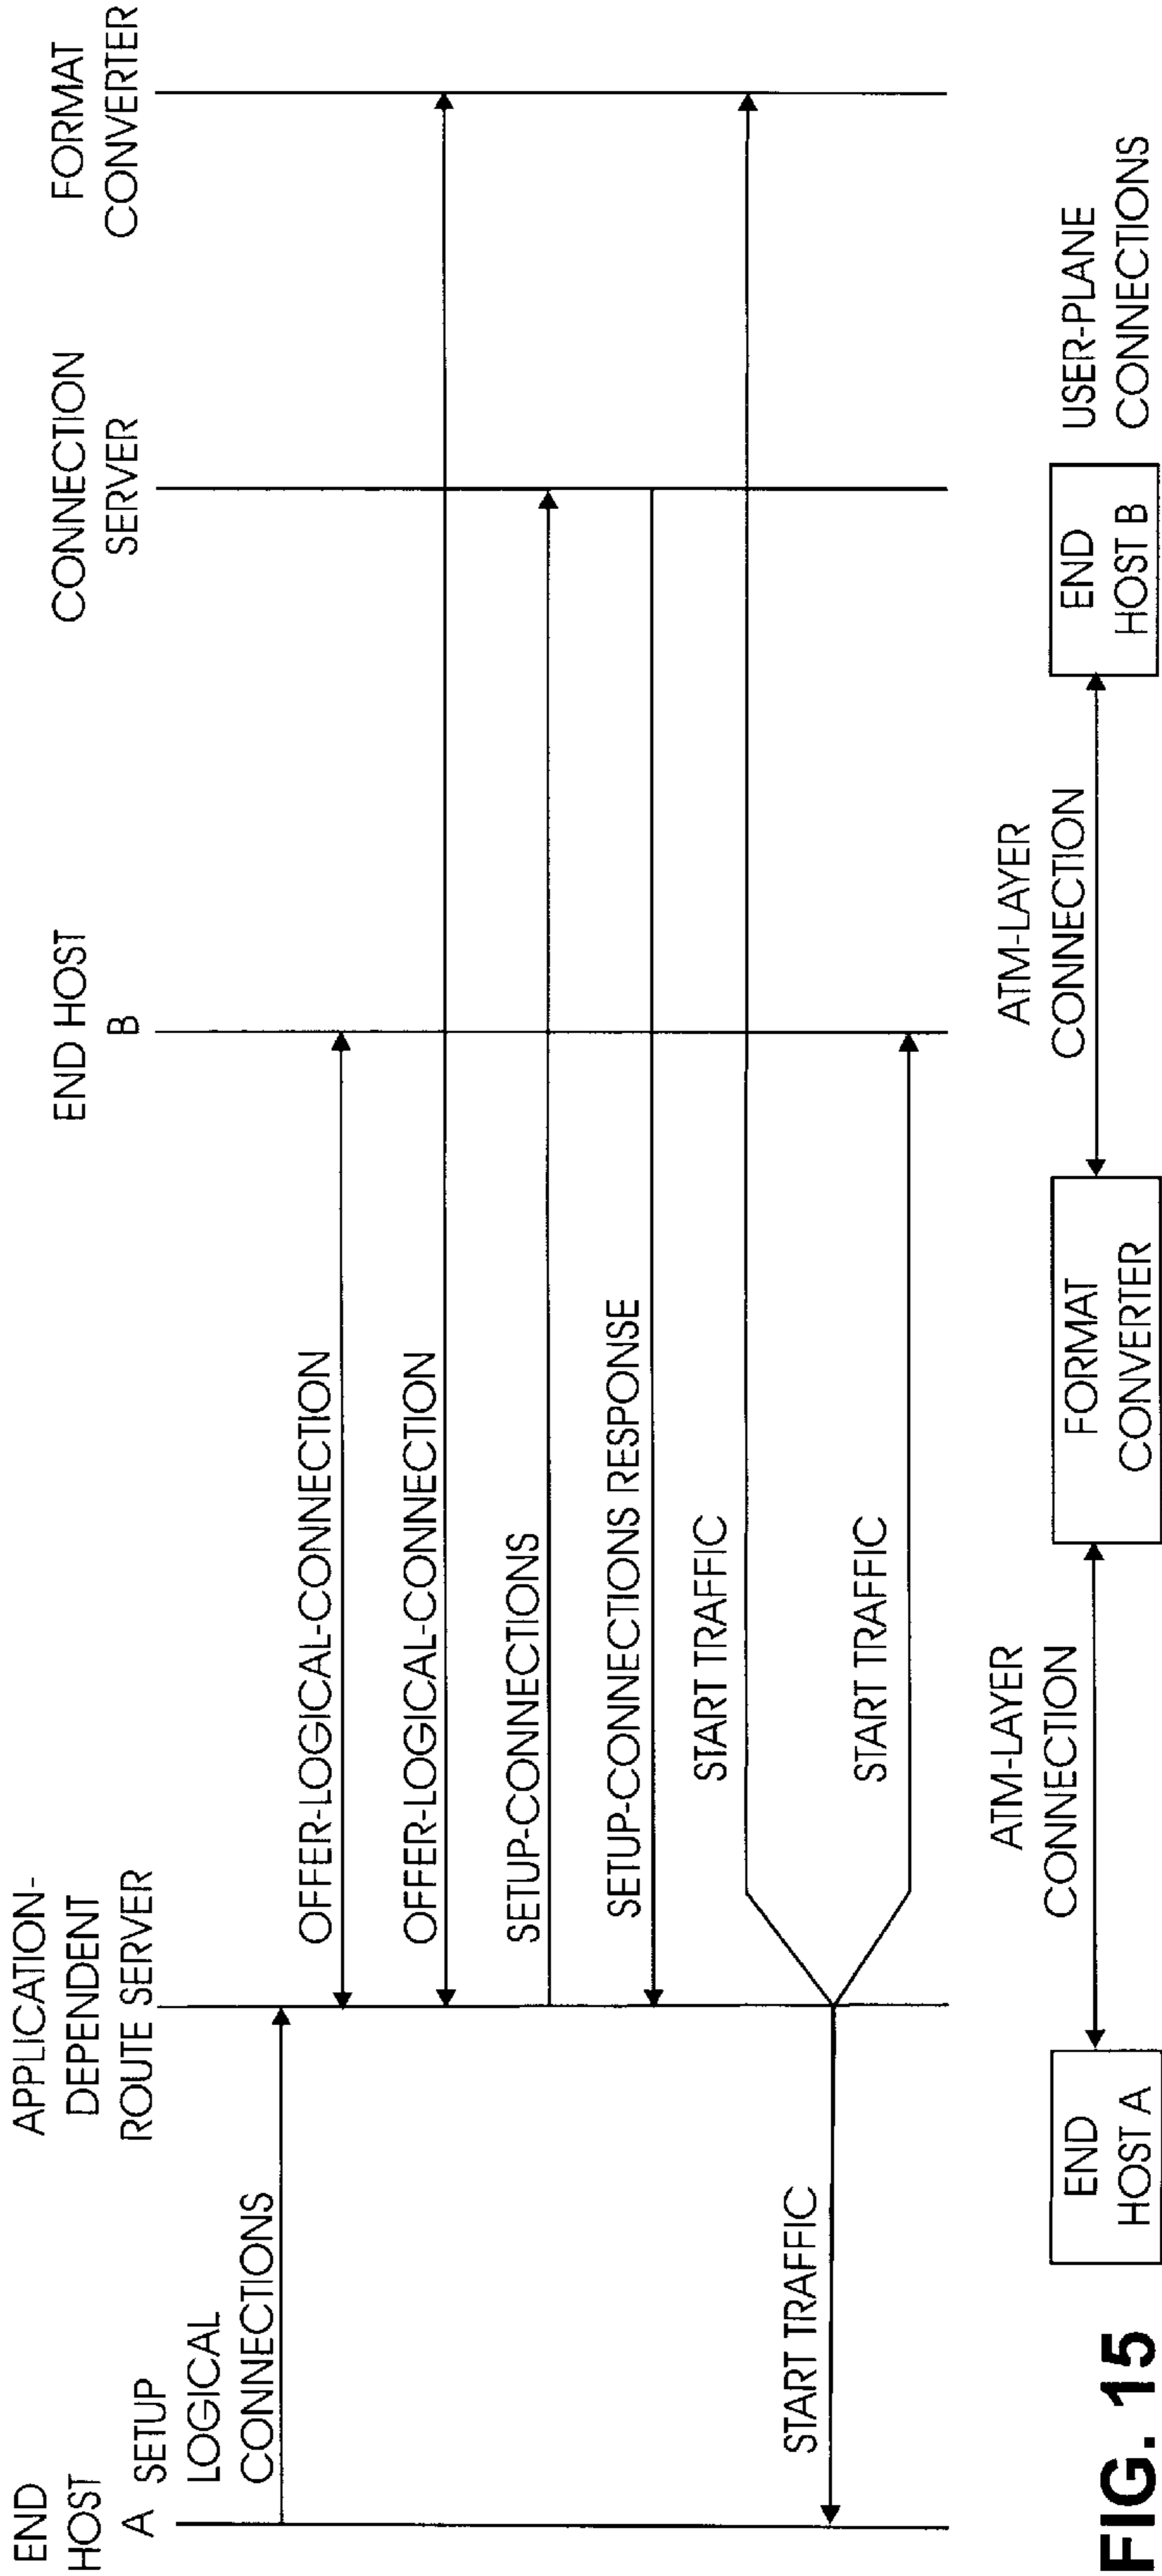 END
HOST
A
APPLICATION-
DEPENDENT
ROUTE SERVER
END HOST
B
CONNECTION
SERVER
FORMAT
CONVERTER
SETUP
LOGICAL
CONNECTIONS
OFFER-LOGICAL-CONNECTION
OFFER-LOGICAL-CONNECTION
SETUP-CONNECTIONS
SETUP-CONNECTIONS RESPONSE
START TRAFFIC
START TRAFFIC
START TRAFFIC
END
HOST A
ATM-LAYER
CONNECTION
FORMAT
CONVERTER
ATM-LAYER
CONNECTION
END
HOST B
USER-PLANE
CONNECTIONS
FIG. 15